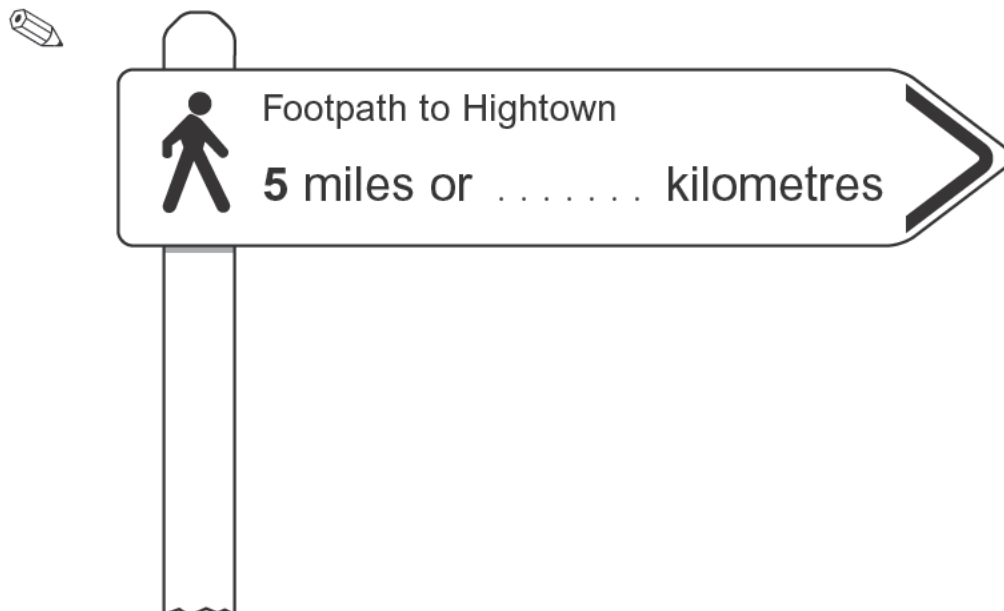 Footpath to Hightown
5 miles or ....... kilometres